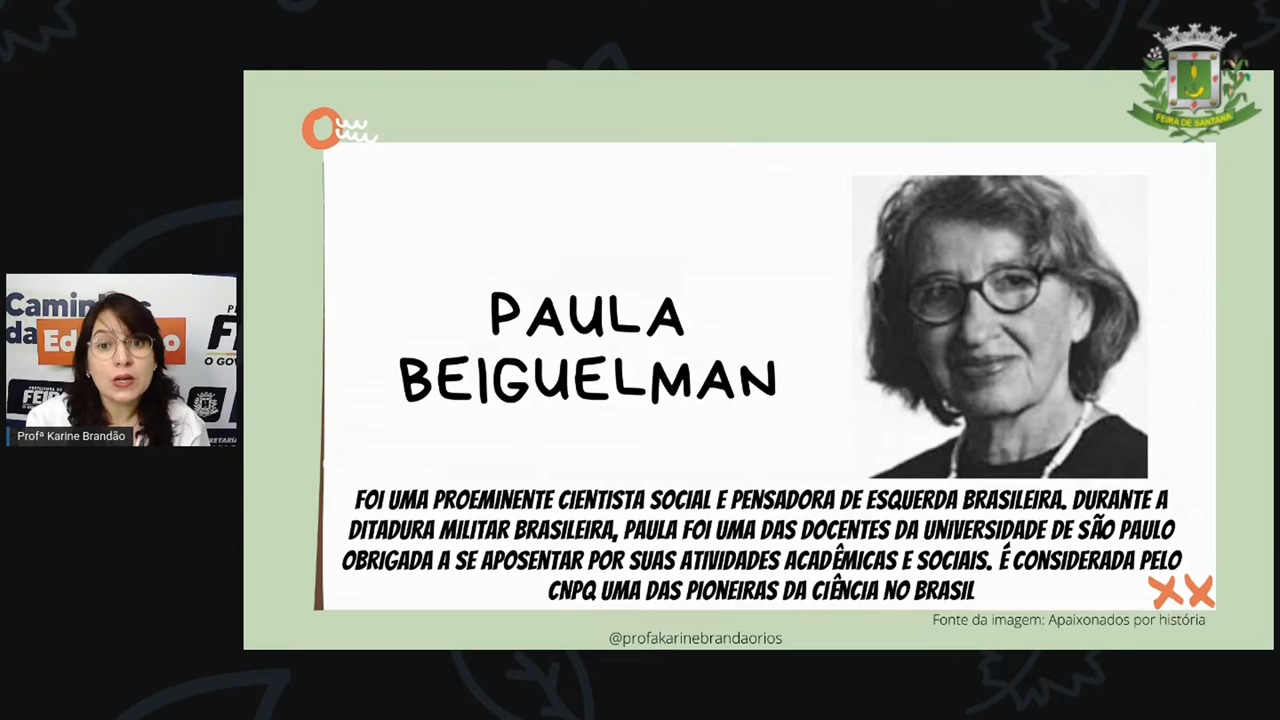 FEIRA DE SANTANA
PAULA
BEIGUELMAN
FOI UMA PROEMINENTE CIENTISTA SOCIAL E PENSADORA DE ESQUERDA BRASILEIRA. DURANTE A
DITADURA MILITAR BRASILEIRA, PAULA FOI UMA DAS DOCENTES DA UNIVERSIDADE DE SÃO PAULO
OBRIGADA A SE APOSENTAR POR SUAS ATIVIDADES ACADÊMICAS E SOCIAIS. É CONSIDERADA PELO
CNPQ UMA DAS PIONEIRAS DA CIÊNCIA NO BRASIL
Fonte da imagem: Apaixonados por história
@profakarinebrandaorios
Profª Karine Brandão